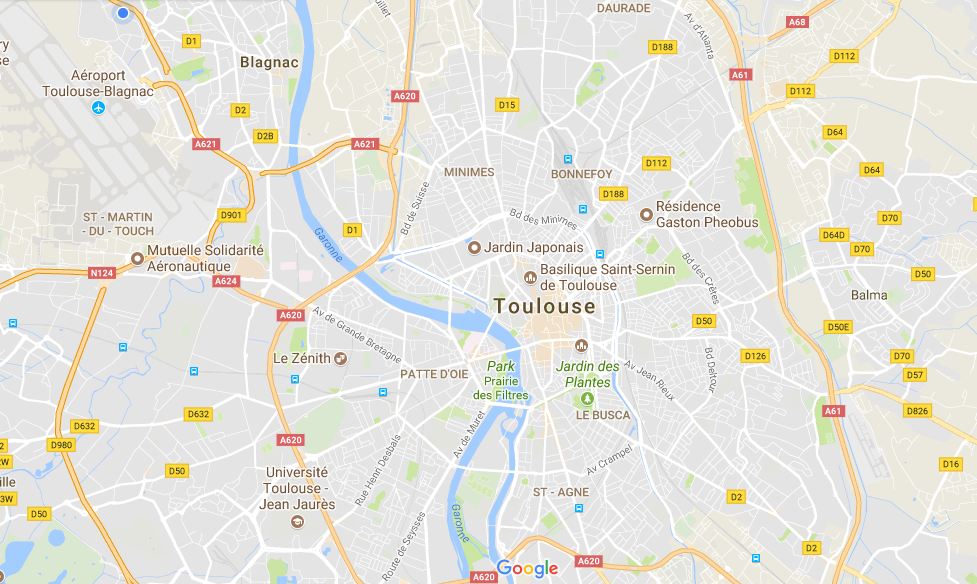 DAURADE
uillet
Av d'Atlanta
A68
D1
D188
D112
ry
se
Blagnac
Aéroport
Toulouse-Blagnac
A61
D112
A620
D15
D2
D2B
D64
A621
A621
D112
D64
MINIMES
BONNEFOY
D188
Bd de Suisse
Résidence
Gaston Pheobus
ST - MARTIN
- DU - TOUCH
D901
D1
Bd des Minimes
D70
D64D
D70
Garonne
Mutuelle Solidarité
Aéronautique
Jardin Japonais
Basilique Saint-Sernin
de Toulouse
Bd des Crêtes
N124
A624
D50
Balma
Toulouse
A620
Av de Grande Bretagne
D50
D50E
Le Zénith
D126
D70
D57
Bd Deltour
PATTE D'OIE
Park
Prairie
des Filtres
Jardin des
Plantes
Av Jean Rieux
LE BUSCA
A61
D826
D632
D632
Av de Muret
A620
D980
2
2W
3W
D50
Rue Henri Desbals
Av Crampel
D16
Université
Toulouse -
Jean Jaurès
ille
ST - AGNE
D2
D50
Garonne
Route de Seysses
D2
Google
A620
A620